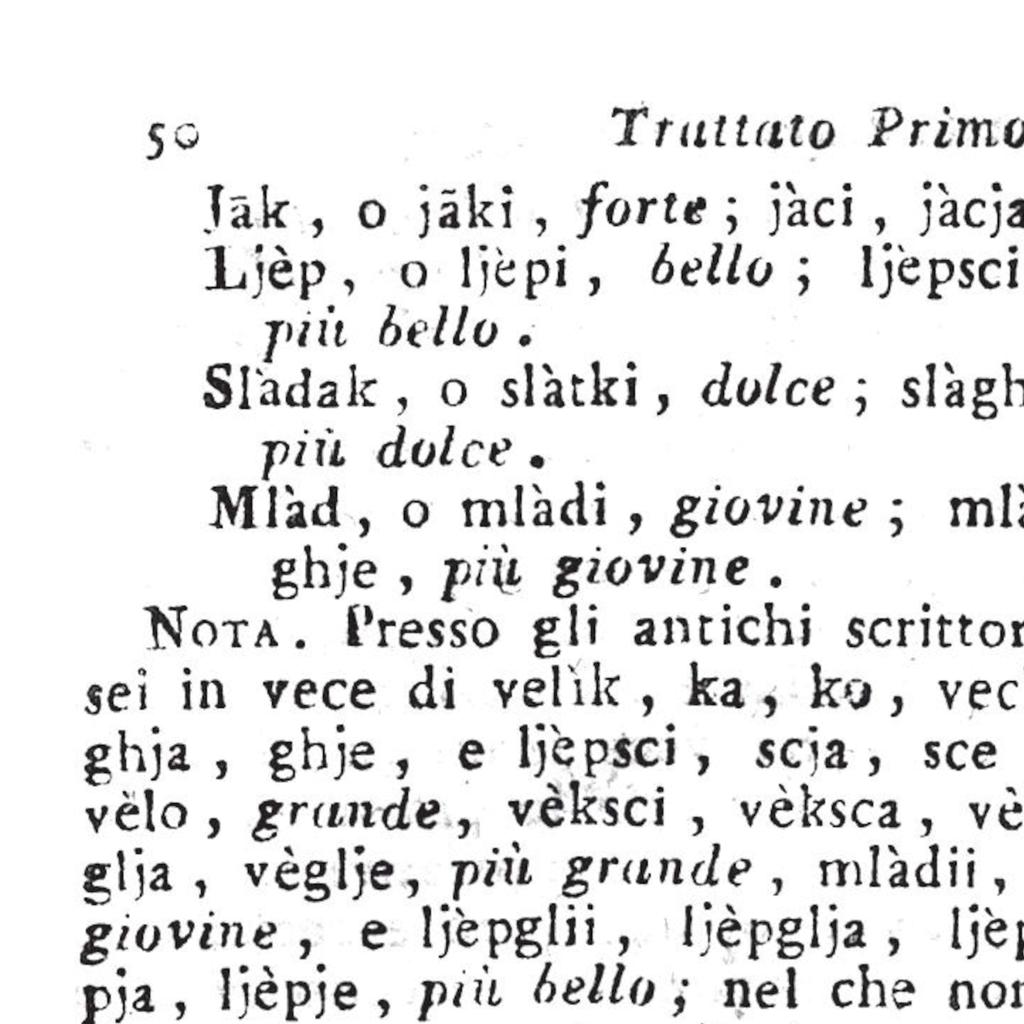 50 Trattato Primo
Jāk, o jāki, forte; jàci, jàcja
Ljèp, o ljèpi, bello; ljèpsci
più bello.
Slàdak, o slàtki, dolce; slàgh
più dolce.
Mlàd, o mlàdi, giovine; mlà
ghje, più giovine.
NOTA. Presso gli antichi scrittor
sei in vece di velìk, ka, ko, vec
ghja, ghje, e ljèpsci, scja, sce
vèlo, grande, vèksci, vèksca, vè
glja, vèglje, più grande, mlàdii,
giovine, e ljèpglii, ljèpglja, ljèp
pja, ljèpje, più bello; nel che non